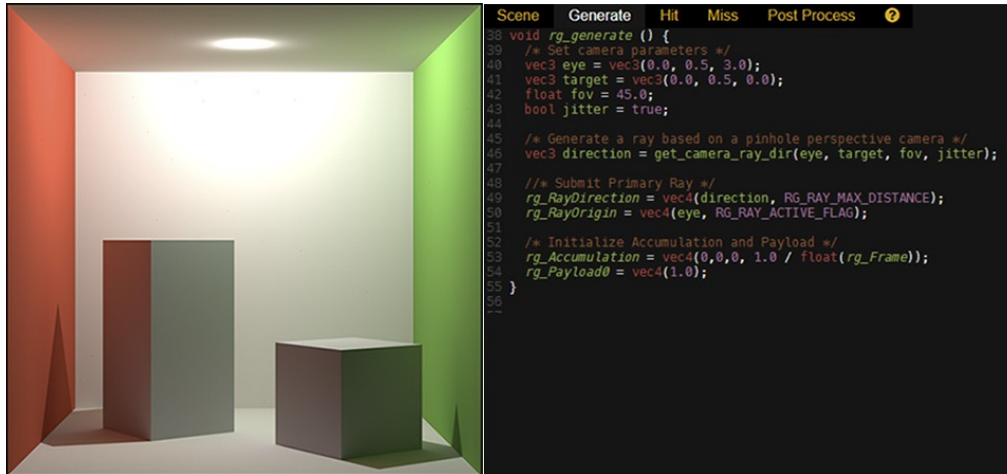 Scene Generate Hit Miss Post Process ?
38 void rg_generate () {
39 /* Set camera parameters */
40 vec3 eye = vec3(0.0, 0.5, 3.0);
41 vec3 target = vec3(0.0, 0.5, 0.0);
42 float fov = 45.0;
43 bool jitter = true;
44
45 /* Generate a ray based on a pinhole perspective camera */
46 vec3 direction = get_camera_ray_dir(eye, target, fov, jitter);
47
48 //* Submit Primary Ray */
49 rg_RayDirection = vec4(direction, RG_RAY_MAX_DISTANCE);
50 rg_RayOrigin = vec4(eye, RG_RAY_ACTIVE_FLAG);
51
52 /* Initialize Accumulation and Payload */
53 rg_Accumulation = vec4(0,0,0, 1.0 / float(rg_Frame));
54 rg_Payload0 = vec4(1.0);
55 }
56